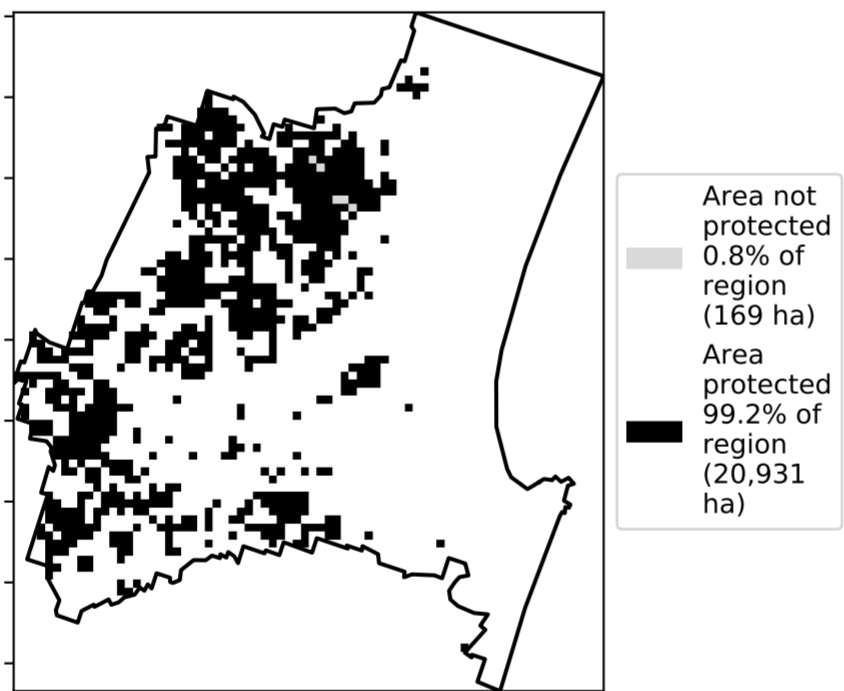 Area not
protected
0.8% of
region
(169 ha)
Area
protected
99.2% of
region
(20,931
ha)